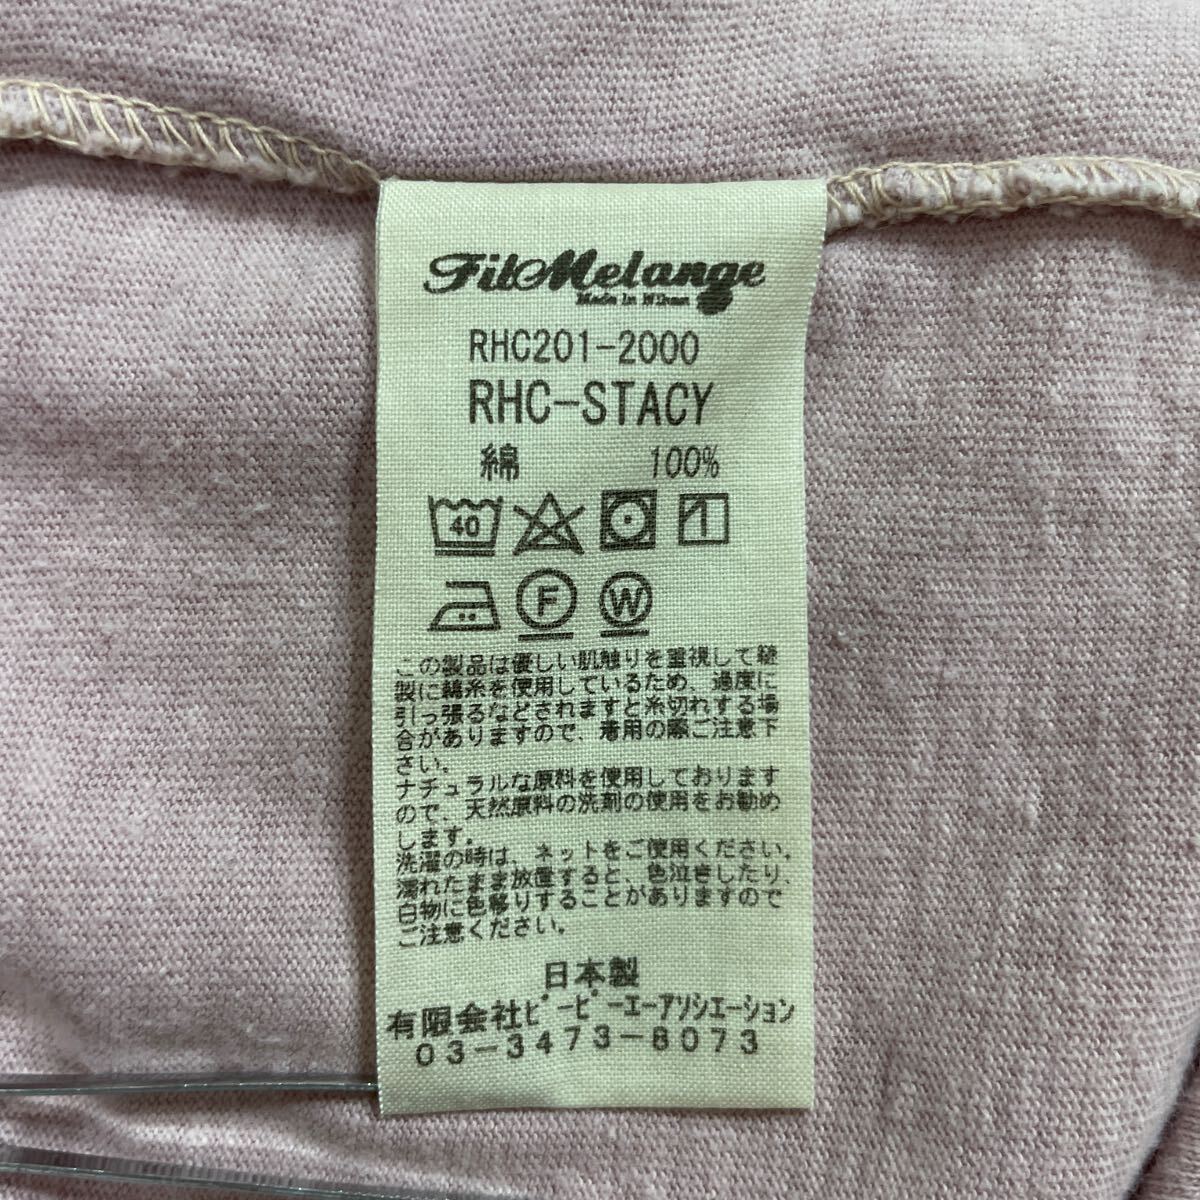 FilMelange
Made in Nihon
RHC201-2000
RHC-STACY
綿 100%
40
1
F W
この製品は優しい肌触りを重視して縫
製に綿糸を使用しているため、過度に
引っ張るなどされますと糸切れする場
合がありますので、着用の際ご注意下
さい。
ナチュラルな原料を使用しております
ので、天然原料の洗剤の使用をお勧め
します。
洗濯の時は、ネットをご使用ください。
濡れたまま放置すると、色泣きしたり、
白物に色移りすることがありますので
ご注意ください。
日本製
有限会社ビーピーエーアソシエーション
03-3473-8073